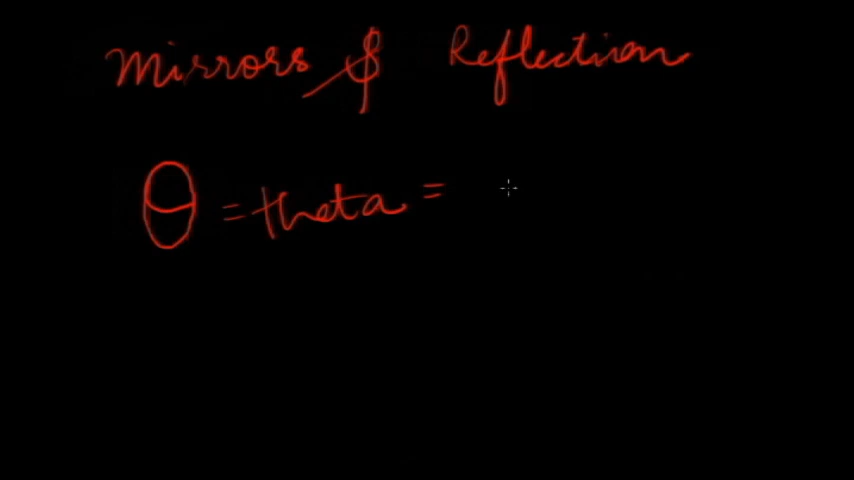 Mirrors & Reflection
θ = theta =